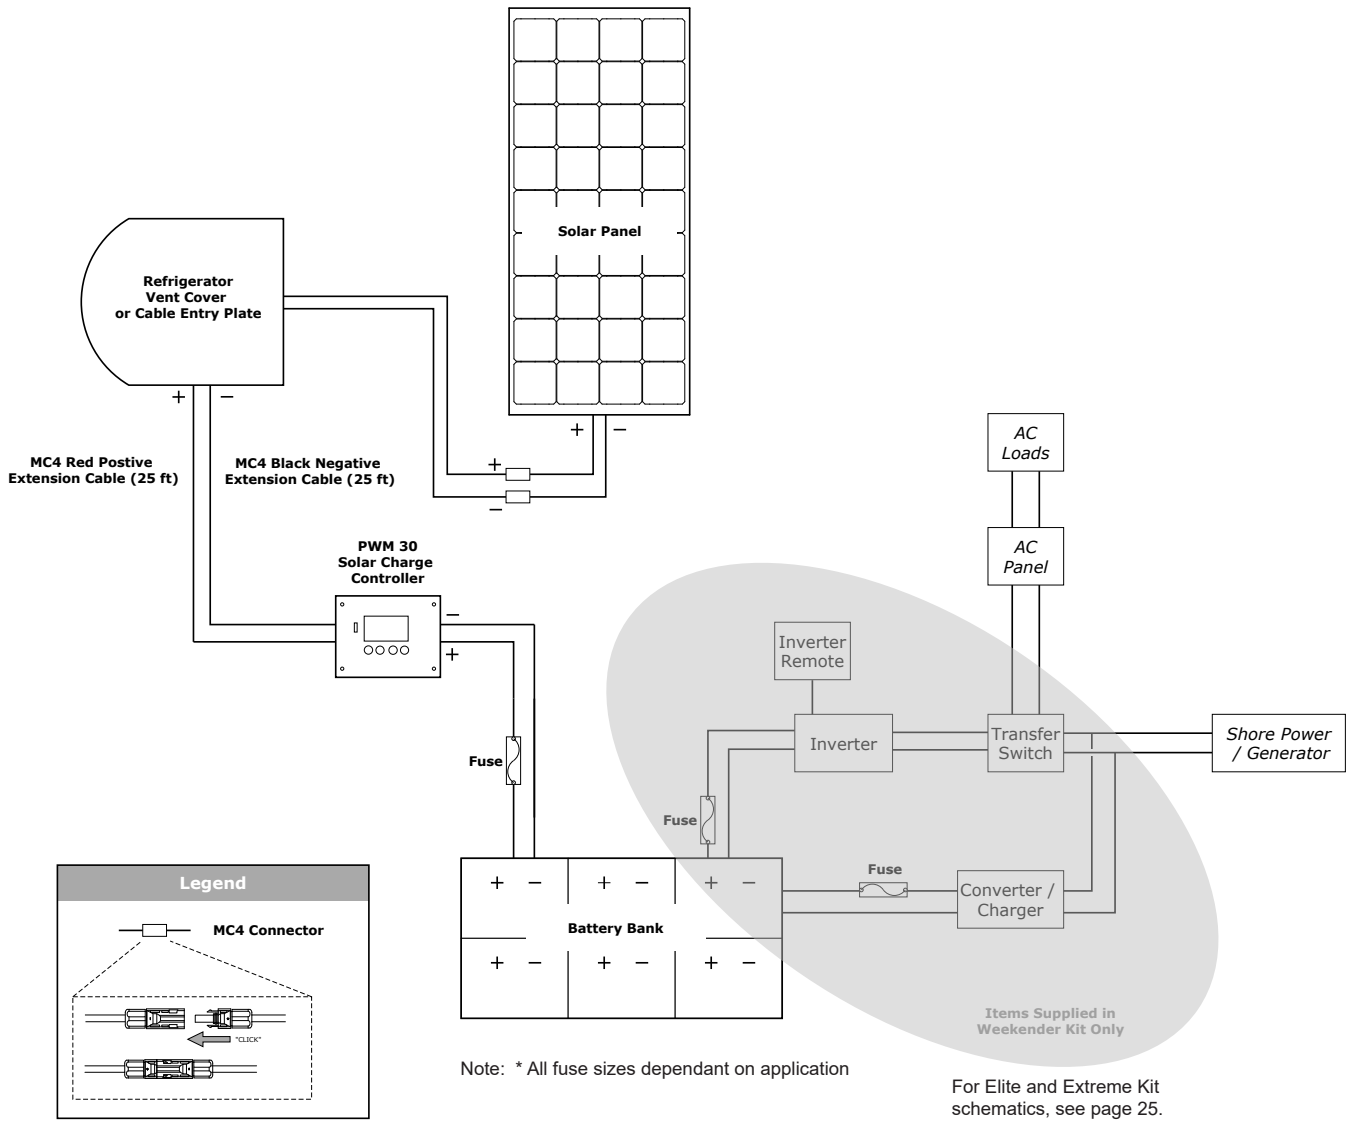 Solar Panel
Refrigerator
Vent Cover
or Cable Entry Plate
+ −
+ −
MC4 Red Postive
Extension Cable (25 ft)
MC4 Black Negative
Extension Cable (25 ft)
+
−
PWM 30
Solar Charge
Controller
−
+
AC
Loads
AC
Panel
Inverter
Remote
Inverter
Transfer
Switch
Shore Power
/ Generator
Fuse
Fuse
Fuse
Converter /
Charger
+ − + − + −
Battery Bank
+ − + − + −
Items Supplied in
Weekender Kit Only
Legend
MC4 Connector
"CLICK"
Note: * All fuse sizes dependant on application
For Elite and Extreme Kit
schematics, see page 25.